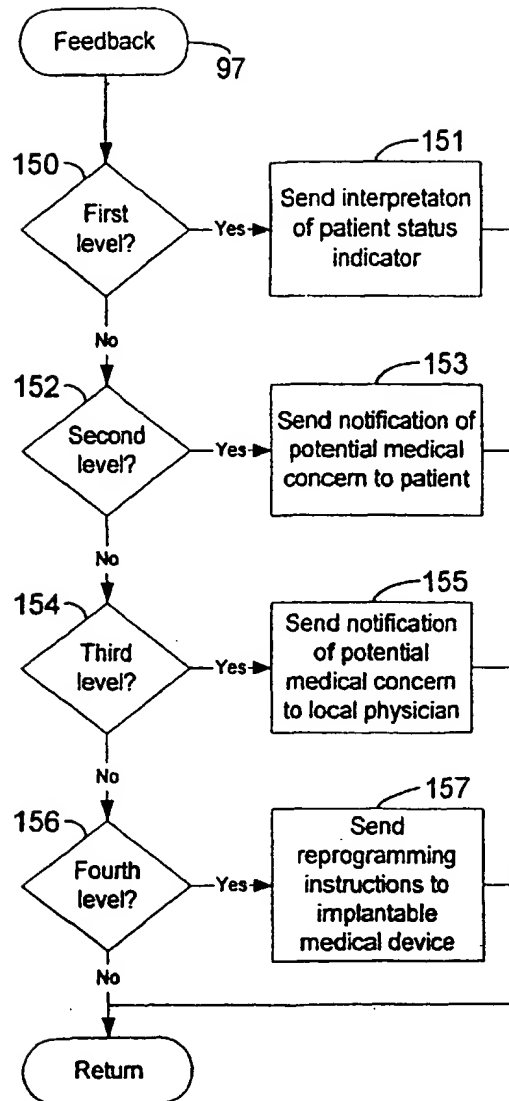 Feedback
97
150
First
level?
Yes
151
Send interpretaton
of patient status
indicator
No
152
Second
level?
Yes
153
Send notification of
potential medical
concern to patient
No
154
Third
level?
Yes
155
Send notification
of potential
medical concern
to local physician
No
156
Fourth
level?
Yes
157
Send
reprogramming
instructions to
implantable
medical device
No
Return